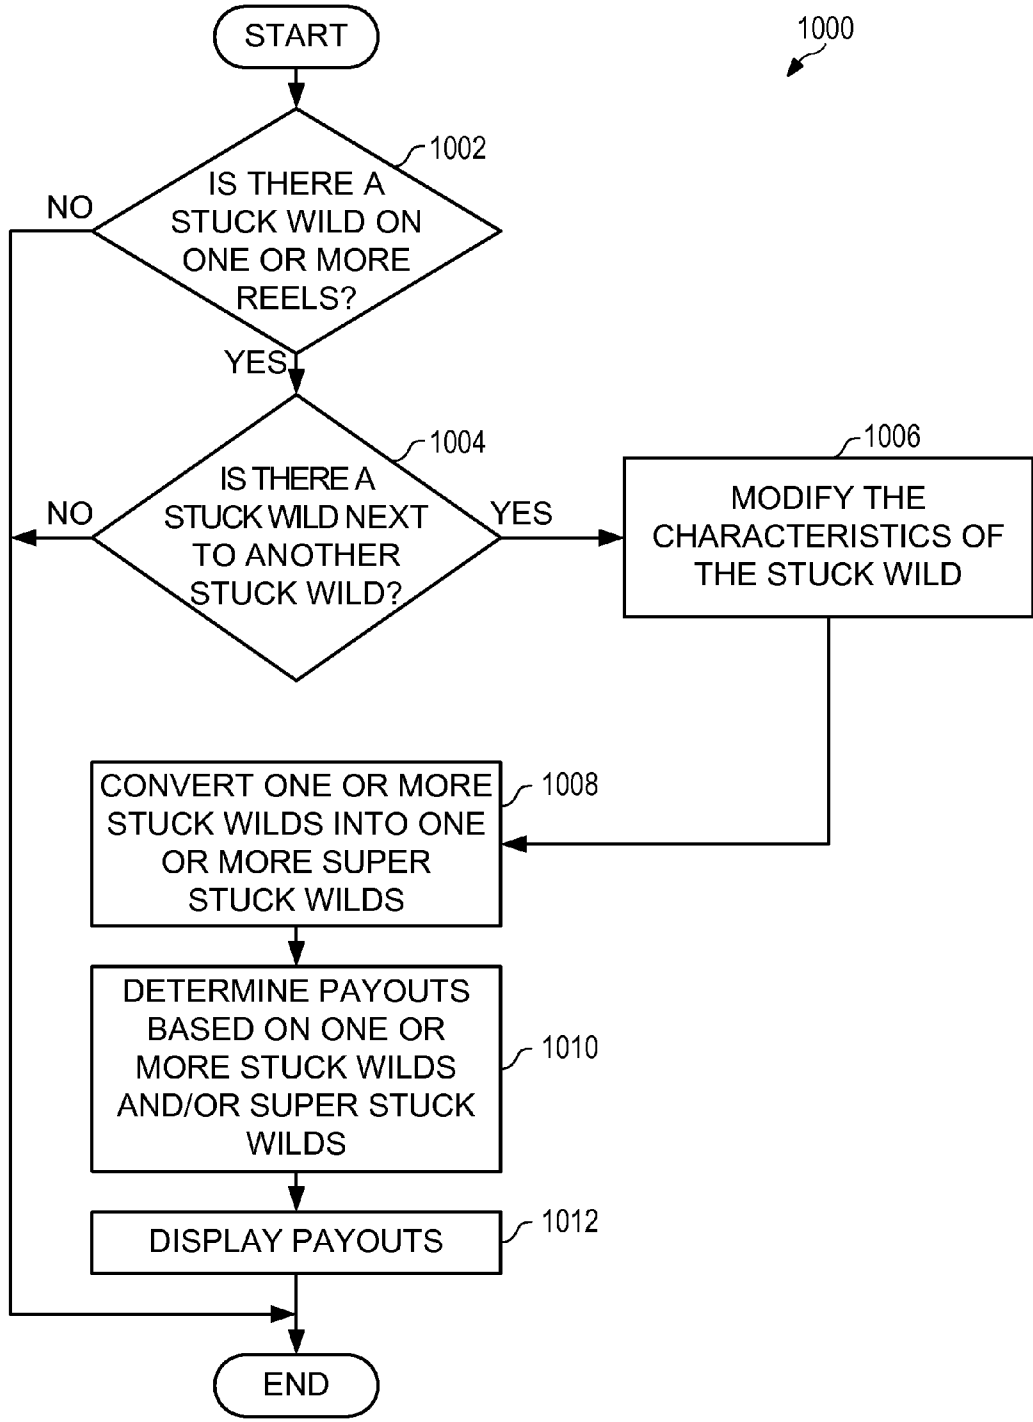 START
1000
1002
IS THERE A
STUCK WILD ON
ONE OR MORE
REELS?
NO
YES
1004
IS THERE A
STUCK WILD NEXT
TO ANOTHER
STUCK WILD?
NO
YES
1006
MODIFY THE
CHARACTERISTICS OF
THE STUCK WILD
1008
CONVERT ONE OR MORE
STUCK WILDS INTO ONE
OR MORE SUPER
STUCK WILDS
1010
DETERMINE PAYOUTS
BASED ON ONE OR
MORE STUCK WILDS
AND/OR SUPER STUCK
WILDS
1012
DISPLAY PAYOUTS
END